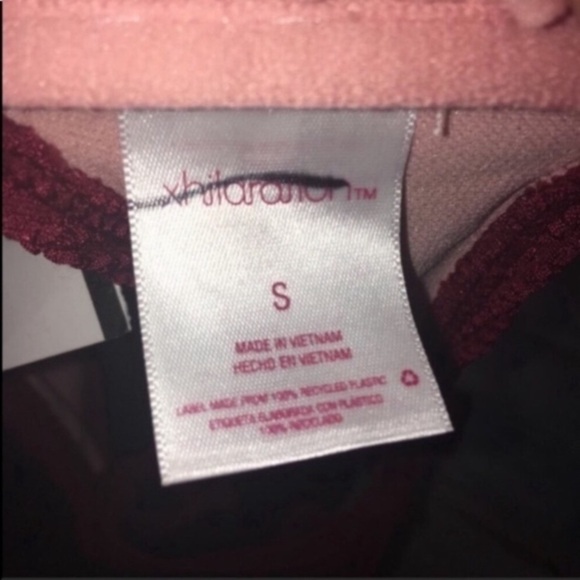 xhilaration™
S
MADE IN VIETNAM
HECHO EN VIETNAM
LABEL MADE FROM 100% RECYCLED PLASTIC
ETIQUETA ELABORADA CON PLASTICO
100% RECICLADO